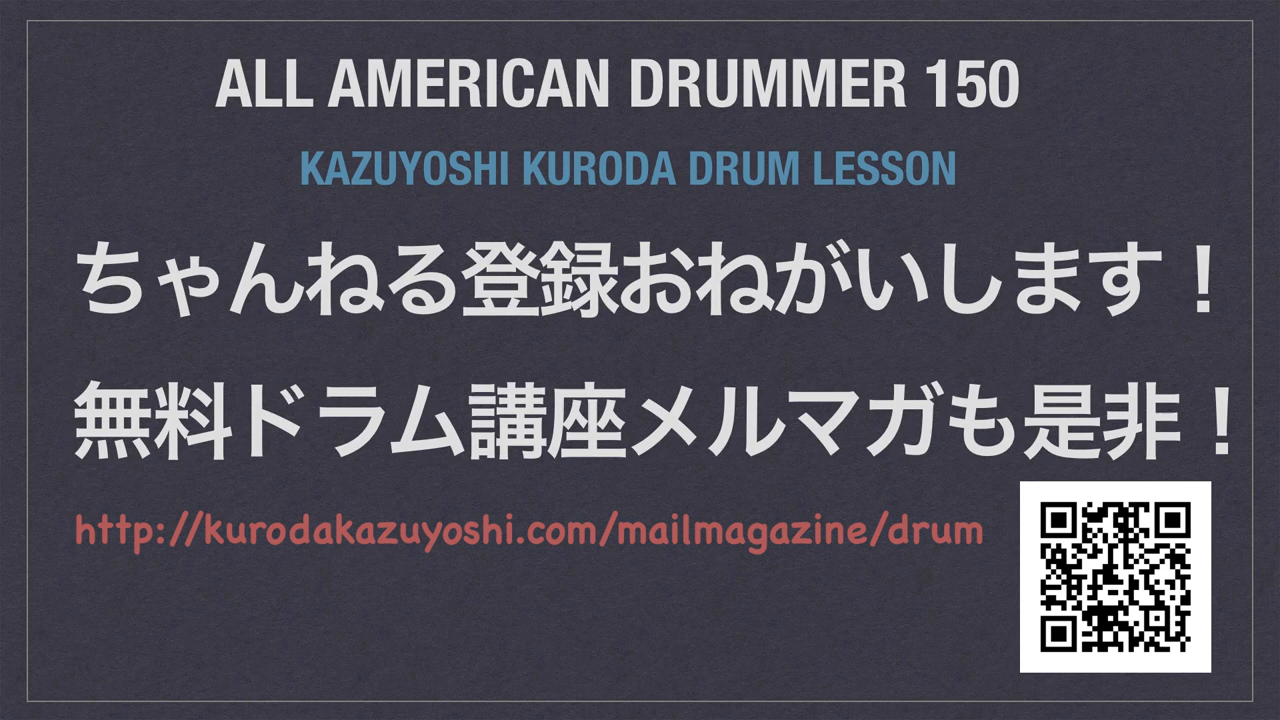 ALL AMERICAN DRUMMER 150
KAZUYOSHI KURODA DRUM LESSON
ちゃんねる登録おねがいします！
無料ドラム講座メルマガも是非！
http://kurodakazuyoshi.com/mailmagazine/drum